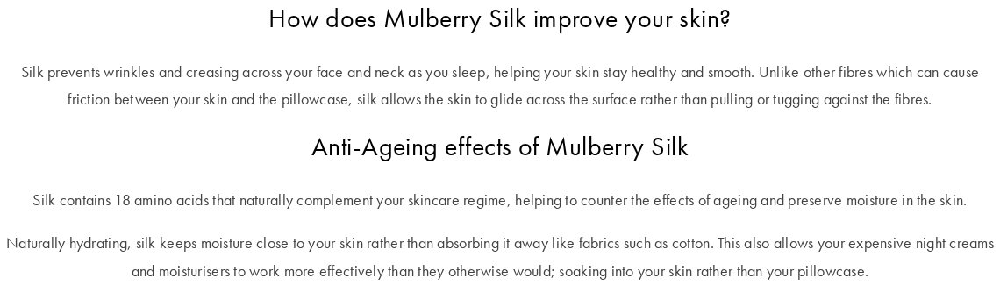 How does Mulberry Silk improve your skin?
Silk prevents wrinkles and creasing across your face and neck as you sleep, helping your skin stay healthy and smooth. Unlike other fibres which can cause
friction between your skin and the pillowcase, silk allows the skin to glide across the surface rather than pulling or tugging against the fibres.
Anti-Ageing effects of Mulberry Silk
Silk contains 18 amino acids that naturally complement your skincare regime, helping to counter the effects of ageing and preserve moisture in the skin.
Naturally hydrating, silk keeps moisture close to your skin rather than absorbing it away like fabrics such as cotton. This also allows your expensive night creams
and moisturisers to work more effectively than they otherwise would; soaking into your skin rather than your pillowcase.